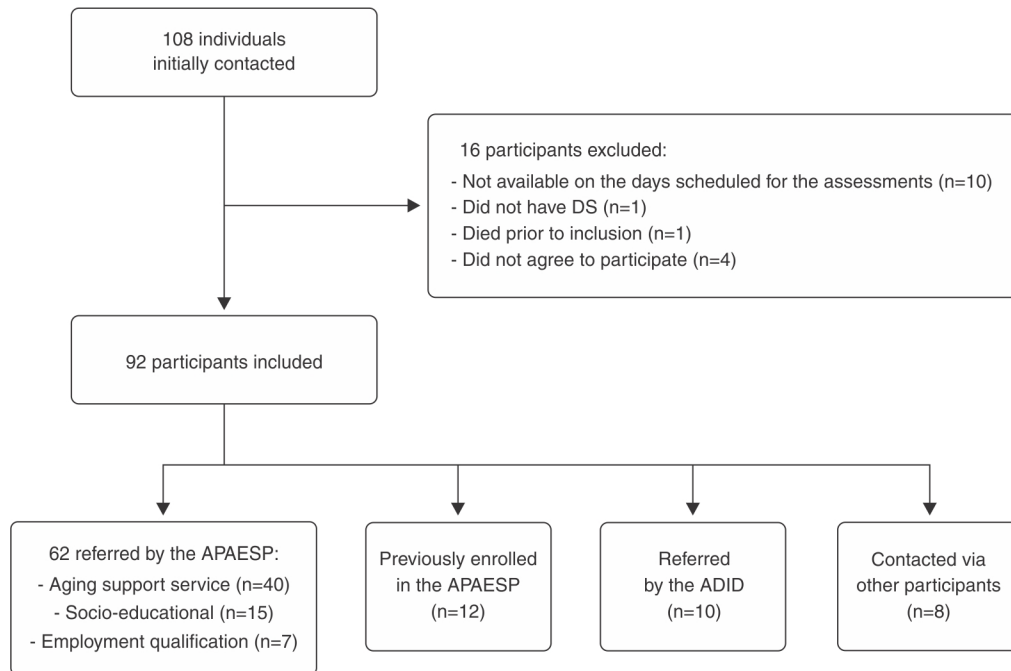 108 individuals
initially contacted
16 participants excluded:
- Not available on the days scheduled for the assessments (n=10)
- Did not have DS (n=1)
- Died prior to inclusion (n=1)
- Did not agree to participate (n=4)
92 participants included
62 referred by the APAESP:
- Aging support service (n=40)
- Socio-educational (n=15)
- Employment qualification (n=7)
Previously enrolled
in the APAESP
(n=12)
Referred
by the ADID
(n=10)
Contacted via
other participants
(n=8)